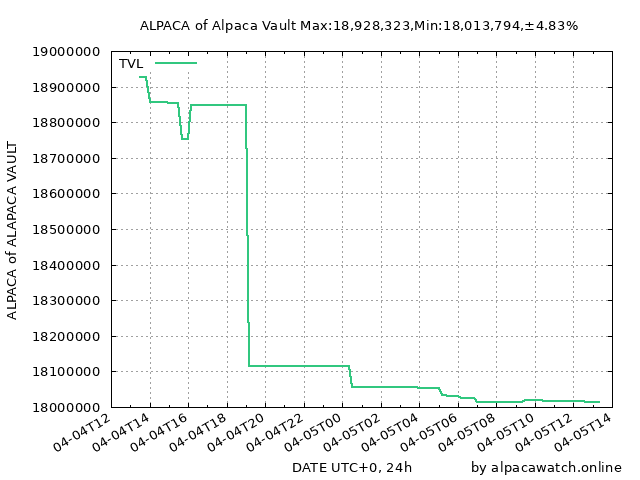 ALPACA of Alpaca Vault Max:18,928,323,Min:18,013,794,±4.83%
TVL
ALPACA of ALAPACA VAULT
19000000
18900000
18800000
18700000
18600000
18500000
18400000
18300000
18200000
18100000
18000000
04-04T12
04-04T14
04-04T16
04-04T18
04-04T20
04-04T22
04-05T00
04-05T02
04-05T04
04-05T06
04-05T08
04-05T10
04-05T12
04-05T14
DATE UTC+0, 24h
by alpacawatch.online